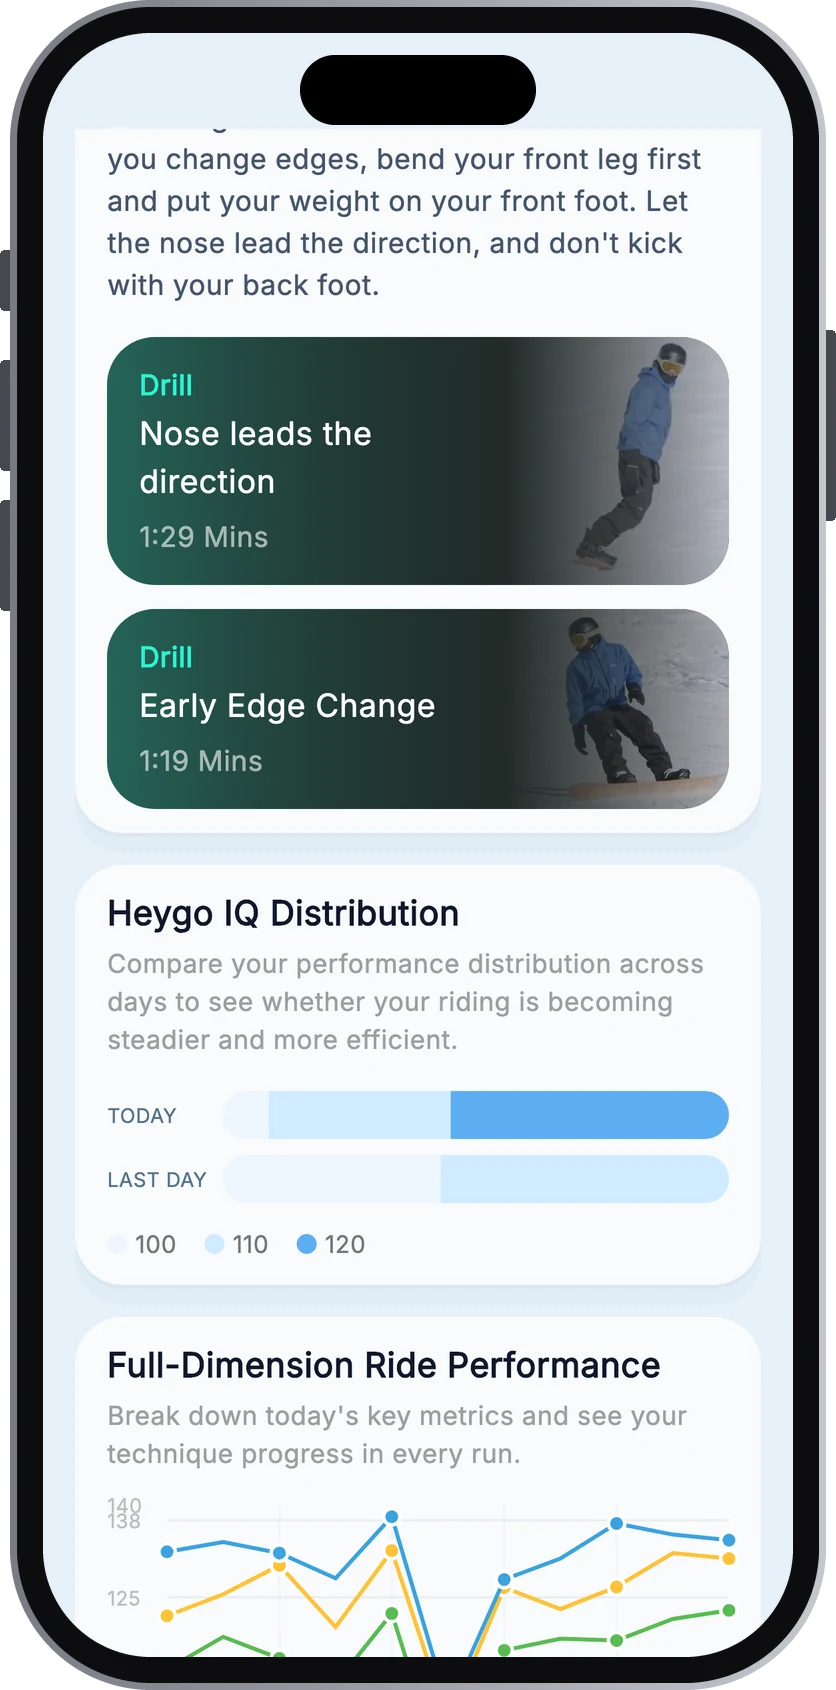 you change edges, bend your front leg first
and put your weight on your front foot. Let
the nose lead the direction, and don't kick
with your back foot.
Drill
Nose leads the
direction
1:29 Mins
Drill
Early Edge Change
1:19 Mins
Heygo IQ Distribution
Compare your performance distribution across
days to see whether your riding is becoming
steadier and more efficient.
TODAY
LAST DAY
100 110 120
Full-Dimension Ride Performance
Break down today's key metrics and see your
technique progress in every run.
140
138
125